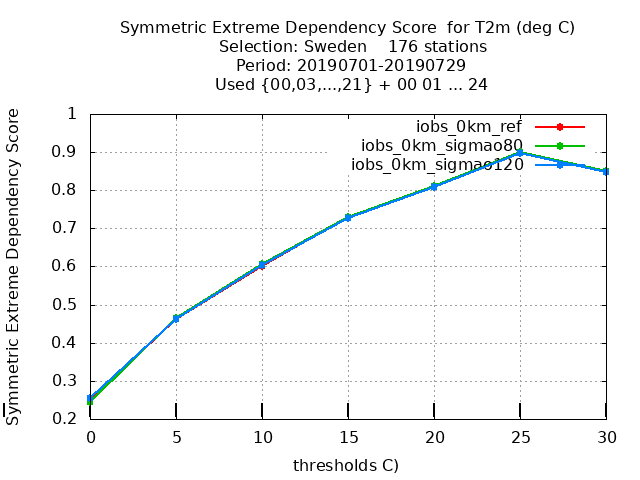 Symmetric Extreme Dependency Score  for T2m (deg C)
Selection: Sweden    176 stations
Period: 20190701-20190729
Used {00,03,...,21} + 00 01 ... 24
Symmetric Extreme Dependency Score
1
0.9
0.8
0.7
0.6
0.5
0.4
0.3
0.2
iobs_0km_ref
iobs_0km_sigmao80
iobs_0km_sigmao120
0 5 10 15 20 25 30
thresholds C)